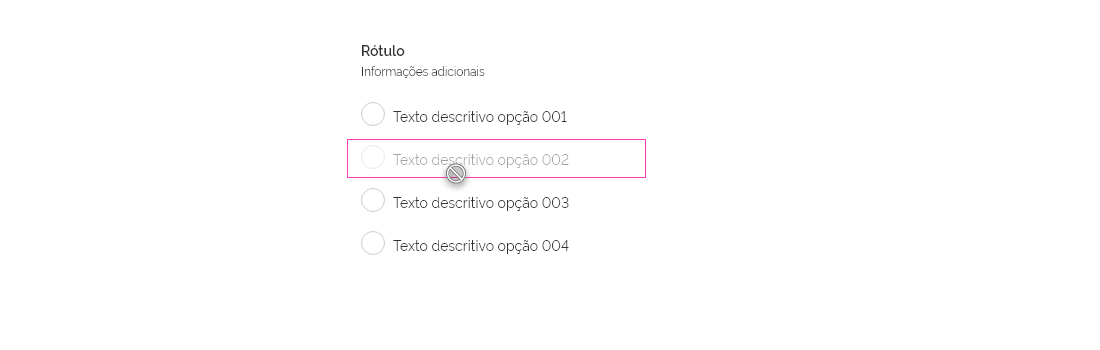 Rótulo
Informações adicionais
Texto descritivo opção 001
Texto descritivo opção 002
Texto descritivo opção 003
Texto descritivo opção 004